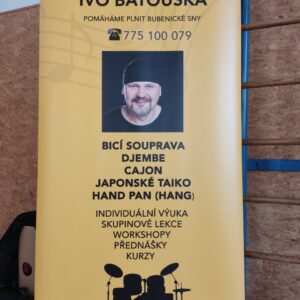 IVO BATOUŠKA
POMÁHÁME PLNIT BUBENICKÉ SNY
☎775 100 079
BICÍ SOUPRAVA
DJEMBE
CAJON
JAPONSKÉ TAIKO
HAND PAN (HANG)
INDIVIDUÁLNÍ VÝUKA
SKUPINOVÉ LEKCE
WORKSHOPY
PŘEDNÁŠKY
KURZY